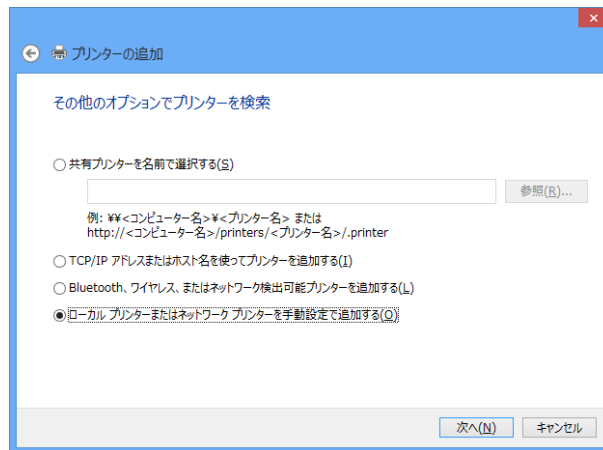 プリンターの追加
その他のオプションでプリンターを検索
共有プリンターを名前で選択する(S)
参照(R)...
例: ¥¥<コンピューター名>¥<プリンター名> または
http://<コンピューター名>/printers/<プリンター名>/.printer
TCP/IP アドレスまたはホスト名を使ってプリンターを追加する(I)
Bluetooth、ワイヤレス、またはネットワーク検出可能プリンターを追加する(L)
ローカル プリンターまたはネットワーク プリンターを手動設定で追加する(O)
次へ(N)
キャンセル